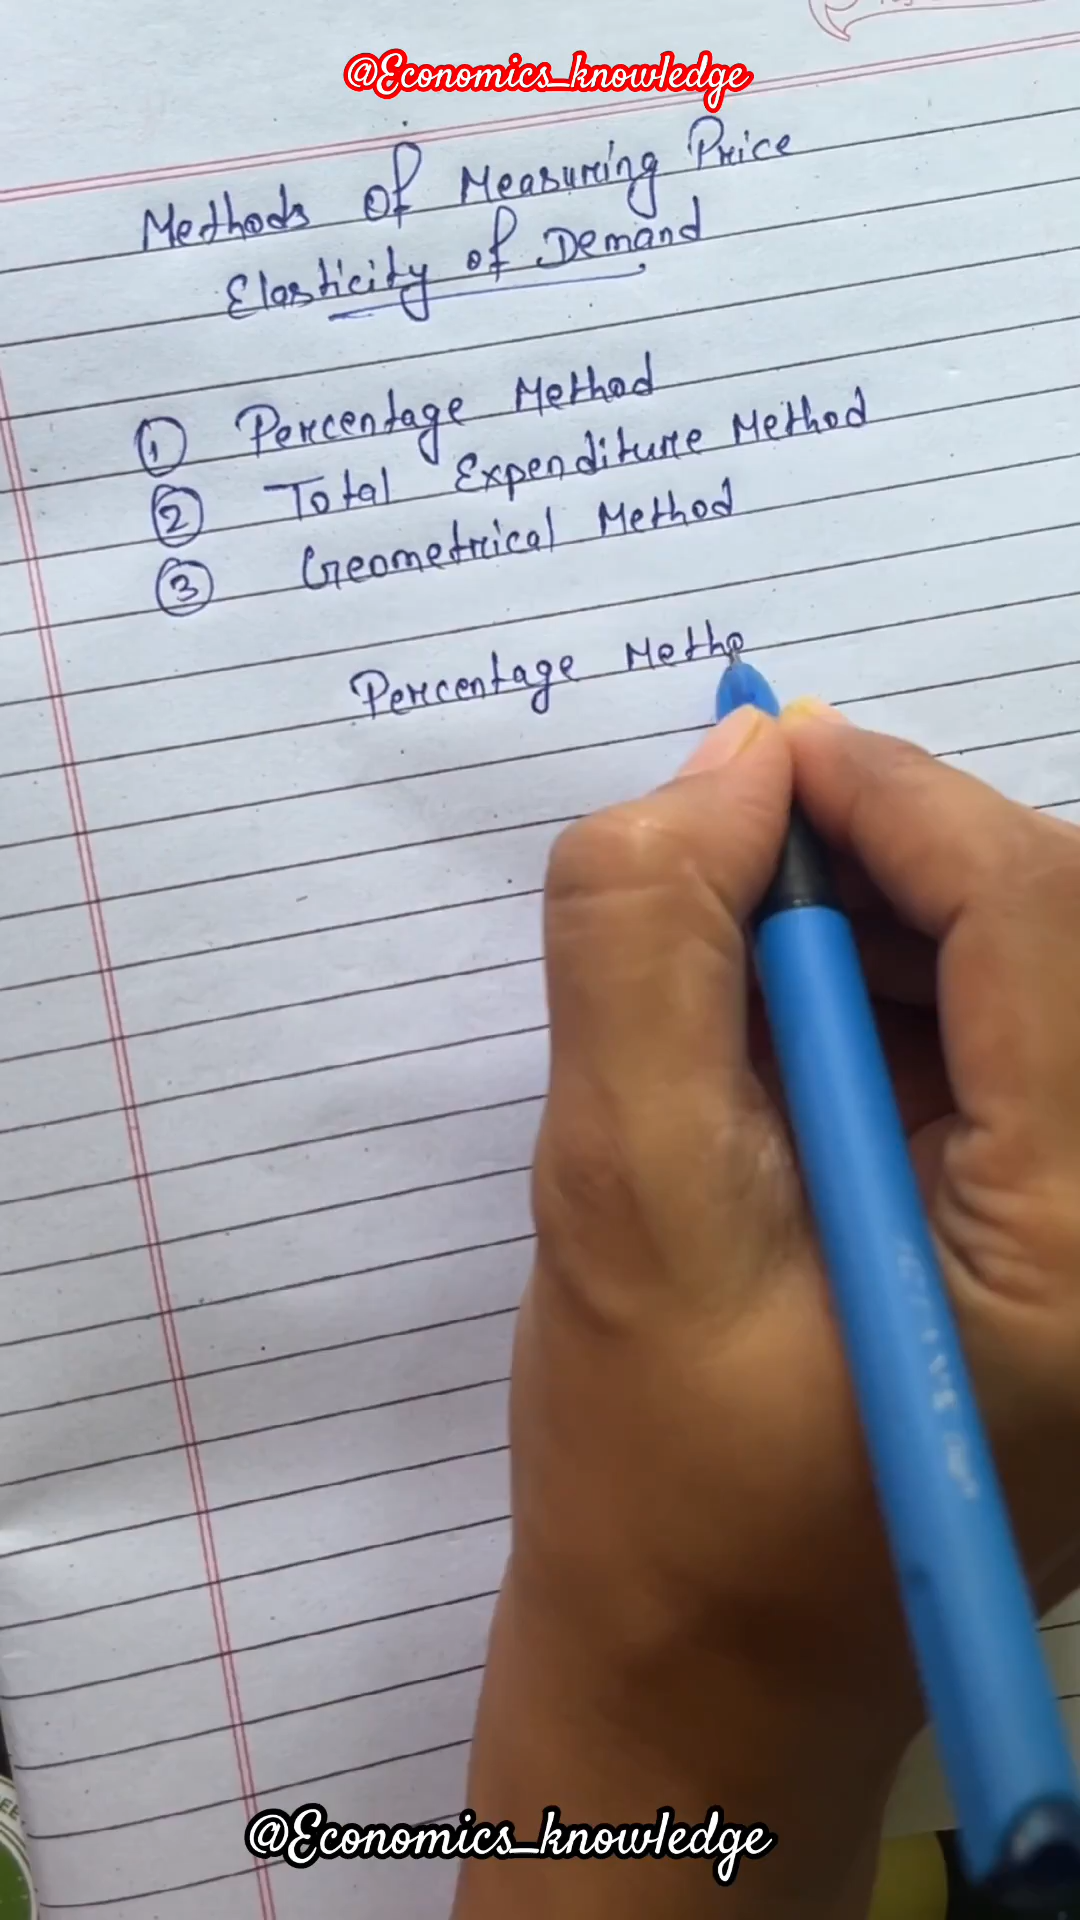 @Economics_knowledge
Methods of Measuring Price
Elasticity of Demand
1 Percentage Method
2 Total Expenditure Method
3 Geometrical Method
Percentage Metho
@Economics_knowledge